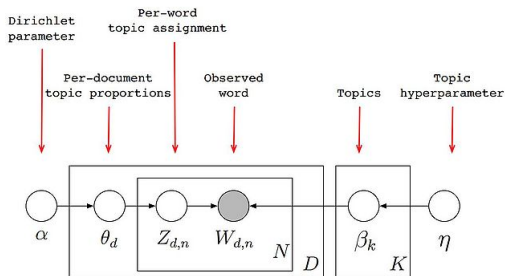 Dirichlet
parameter
Per-word
topic assignment
Per-document
topic proportions
Observed
word
Topics
Topic
hyperparameter
α
θd
Zd,n
Wd,n
N
D
βk
K
η